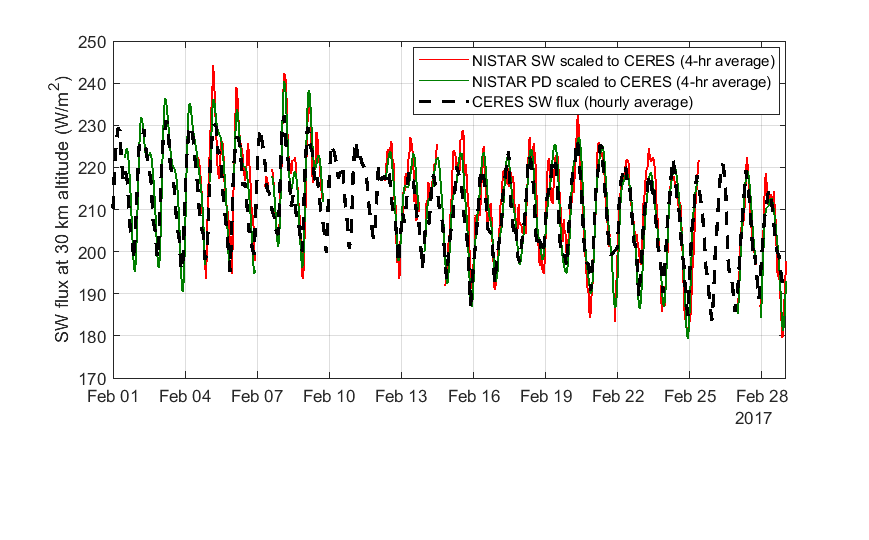 250
240
230
220
210
200
190
180
170
SW flux at 30 km altitude (W/m²)
NISTAR SW scaled to CERES (4-hr average)
NISTAR PD scaled to CERES (4-hr average)
CERES SW flux (hourly average)
Feb 01 Feb 04 Feb 07 Feb 10 Feb 13 Feb 16 Feb 19 Feb 22 Feb 25 Feb 28
2017